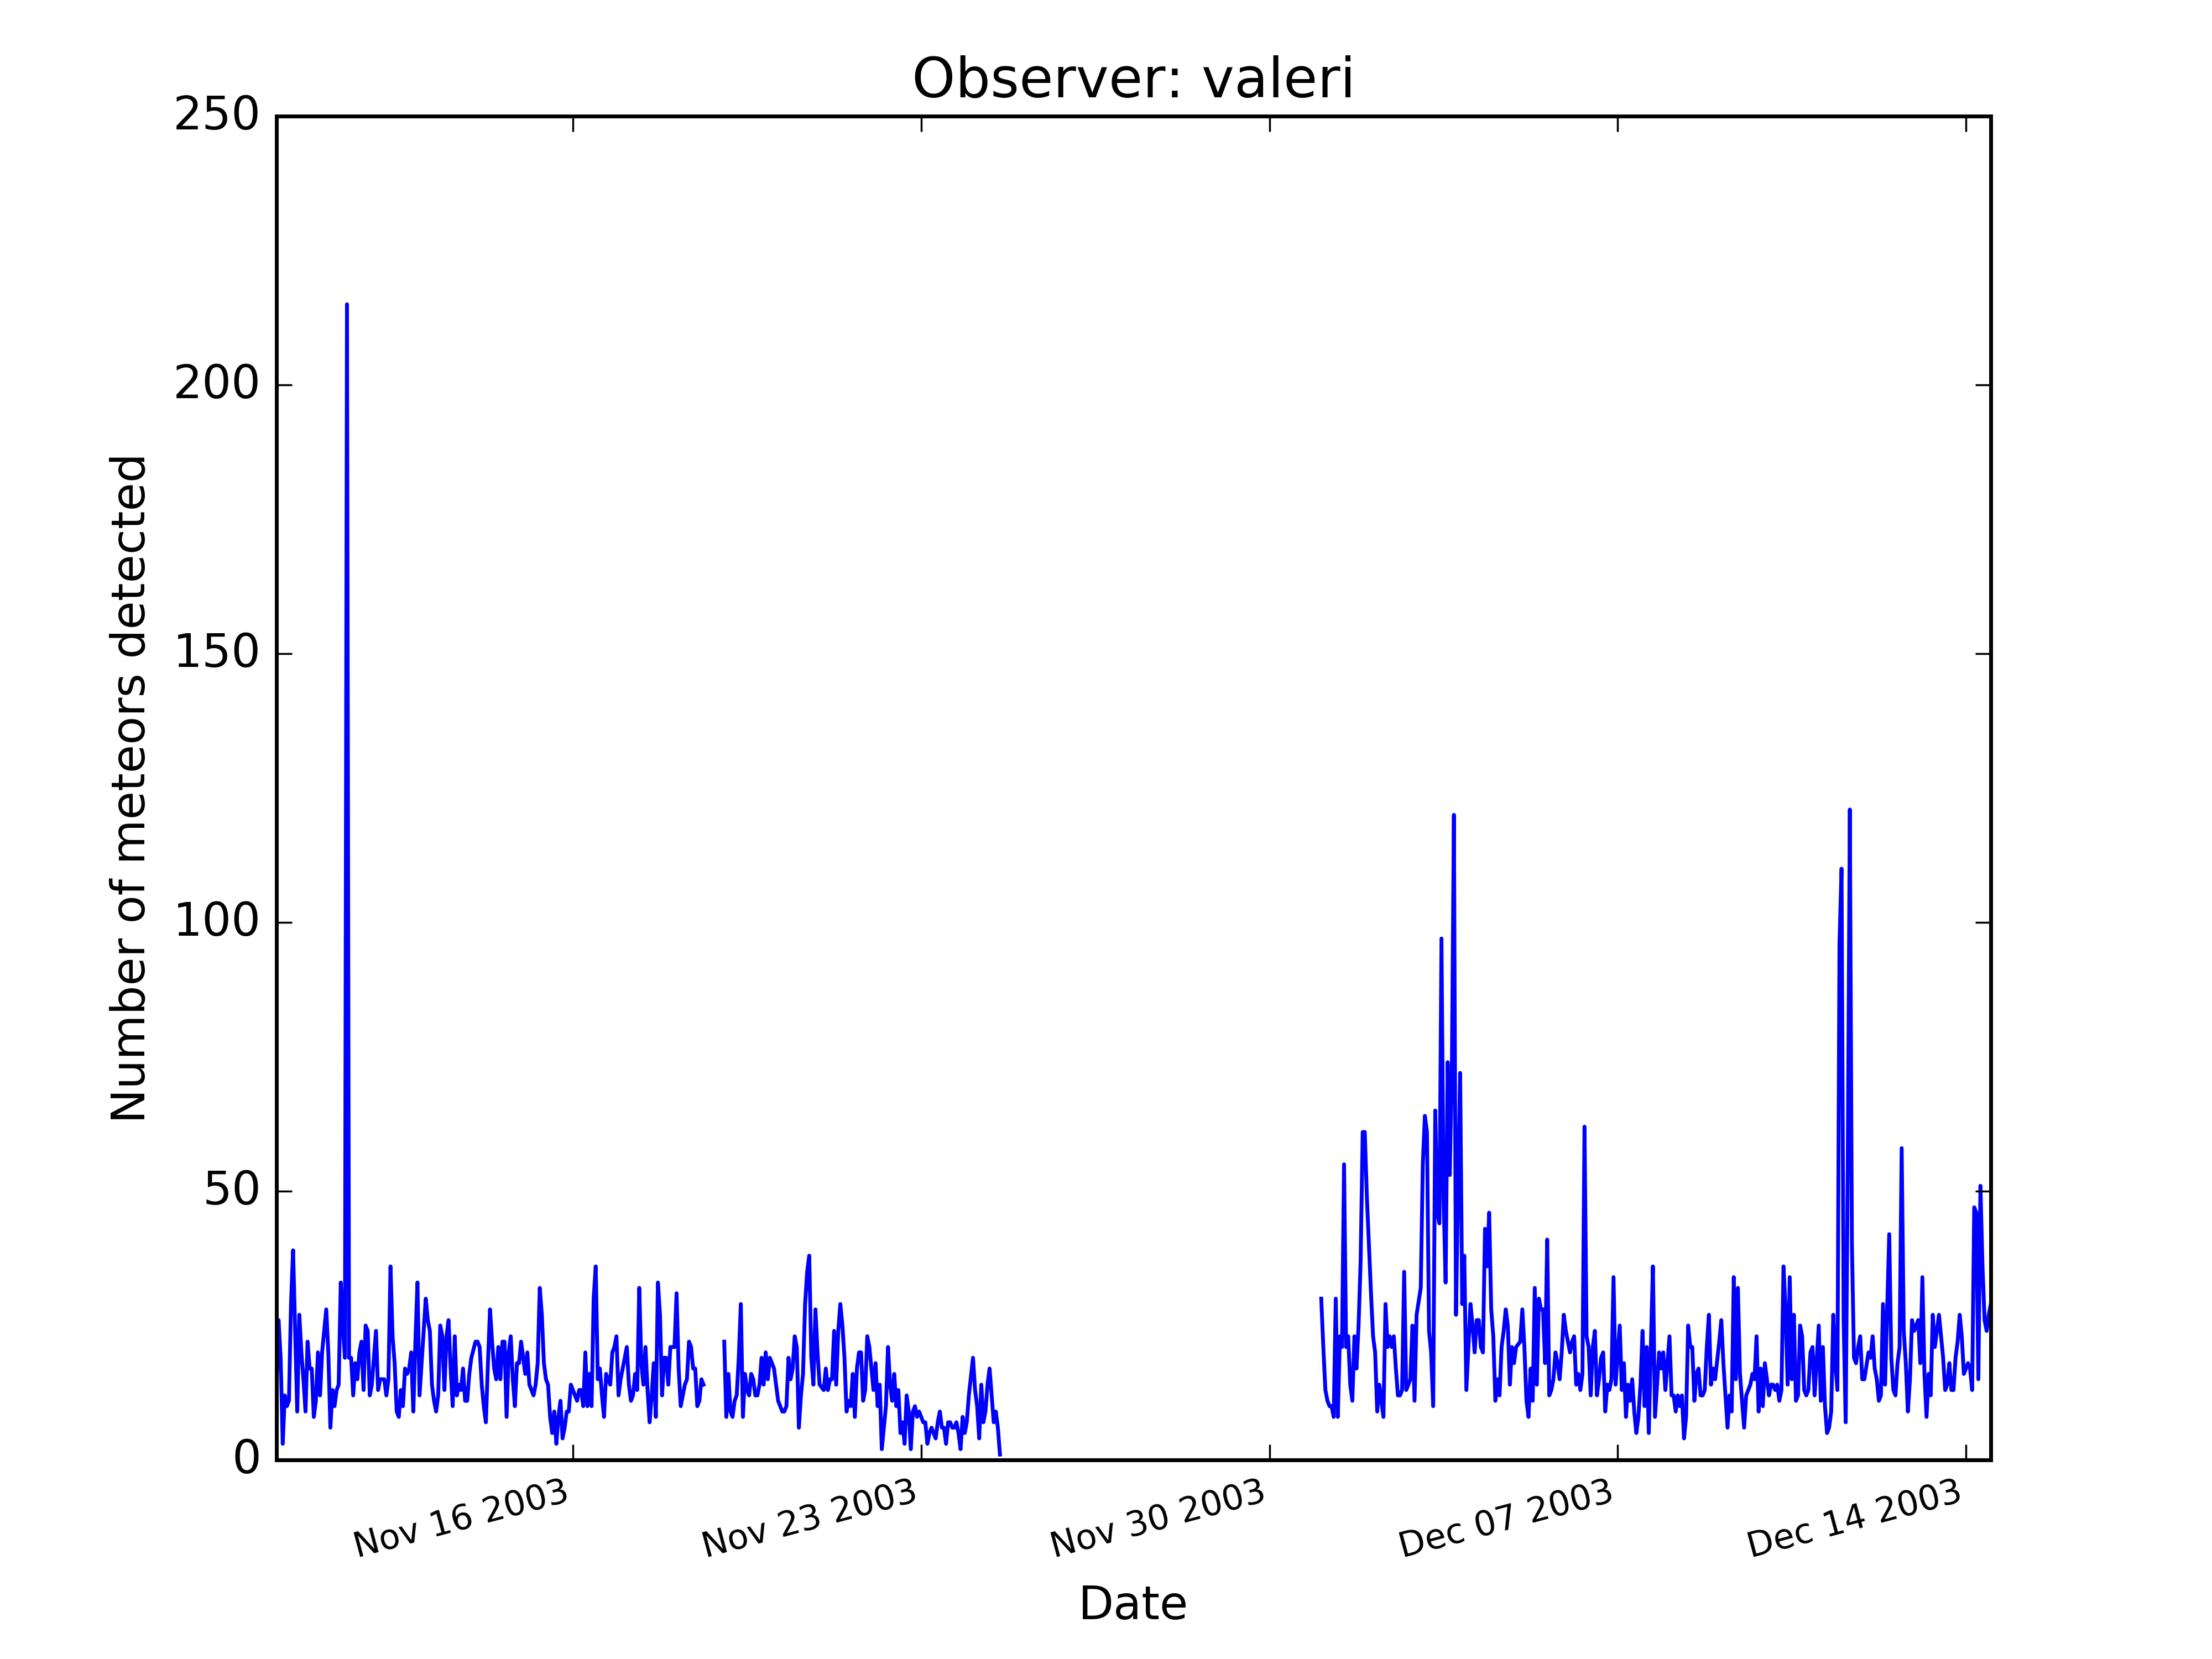 Observer: valeri
250
200
150
100
50
0
Number of meteors detected
Nov 16 2003
Nov 23 2003
Nov 30 2003
Dec 07 2003
Dec 14 2003
Date